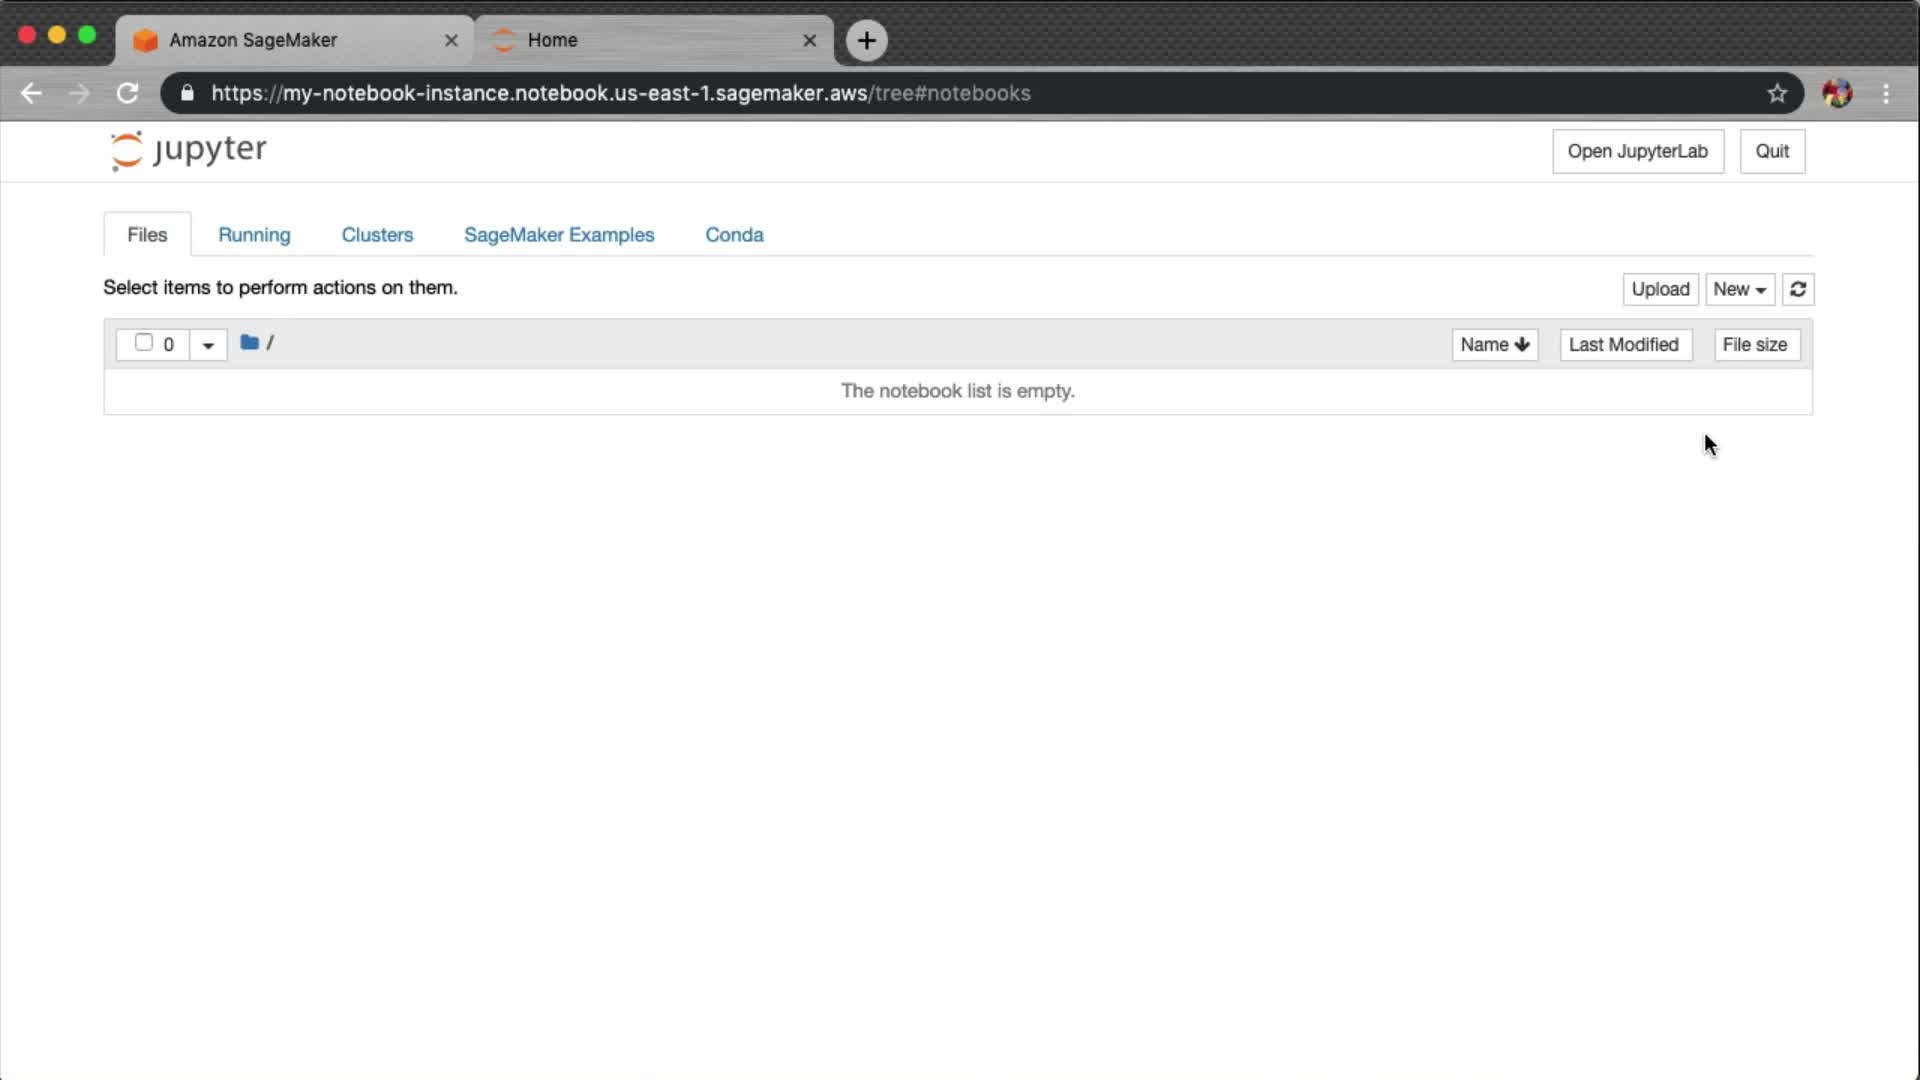 Amazon SageMaker
Home
https://my-notebook-instance.notebook.us-east-1.sagemaker.aws/tree#notebooks
jupyter
Open JupyterLab
Quit
Files
Running
Clusters
SageMaker Examples
Conda
Select items to perform actions on them.
Upload
New
0
/
Name
Last Modified
File size
The notebook list is empty.